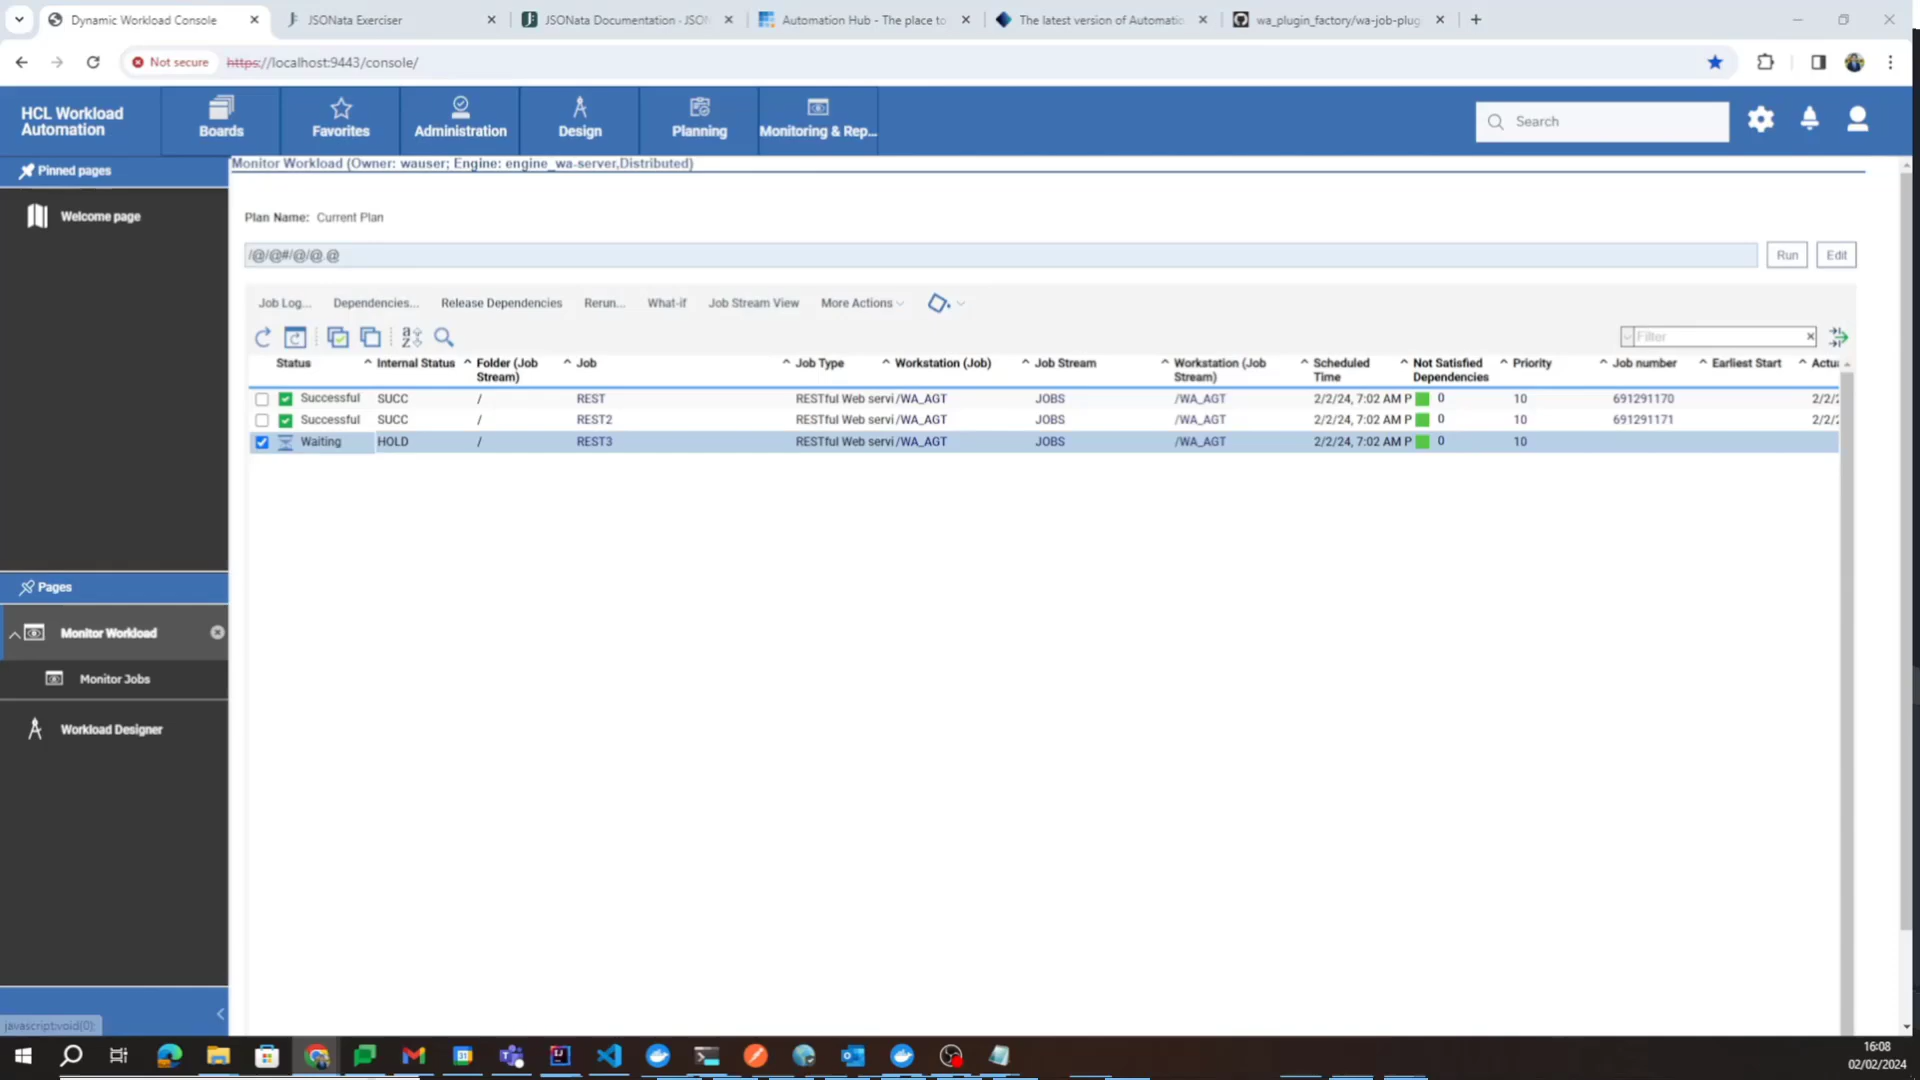 Dynamic Workload Console
JSONata Exerciser
JSONata Documentation - JSON
Automation Hub - The place to
The latest version of Automatio
wa_plugin_factory/wa-job-plug
Not secure
https://localhost:9443/console/
HCL Workload
Automation
Boards
Favorites
Administration
Design
Planning
Monitoring & Rep...
Search
Pinned pages
Welcome page
Monitor Workload (Owner: wauser; Engine: engine_wa-server,Distributed)
Plan Name: Current Plan
/@/@#/@/@.@
Run
Edit
Job Log...
Dependencies...
Release Dependencies
Rerun...
What-if
Job Stream View
More Actions
Filter
Status
Internal Status
Folder (Job
Stream)
Job
Job Type
Workstation (Job)
Job Stream
Workstation (Job
Stream)
Scheduled
Time
Not Satisfied
Dependencies
Priority
Job number
Earliest Start
Actu
Successful SUCC / REST RESTful Web servi /WA_AGT JOBS /WA_AGT 2/2/24, 7:02 AM P 0 10 691291170 2/2/
Successful SUCC / REST2 RESTful Web servi /WA_AGT JOBS /WA_AGT 2/2/24, 7:02 AM P 0 10 691291171 2/2/
Waiting HOLD / REST3 RESTful Web servi /WA_AGT JOBS /WA_AGT 2/2/24, 7:02 AM P 0 10
Pages
Monitor Workload
Monitor Jobs
Workload Designer
javascript:void(0);
16:08
02/02/2024